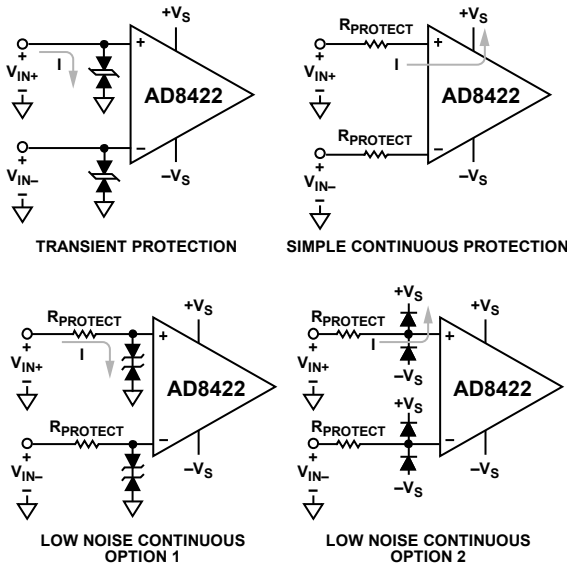 +VS
I
+
VIN+
–
+
–
AD8422
+
VIN–
–
–VS
TRANSIENT PROTECTION
+VS
RPROTECT
I
+
VIN+
–
+
–
AD8422
RPROTECT
+
VIN–
–
–VS
SIMPLE CONTINUOUS PROTECTION
+VS
RPROTECT
I
+
VIN+
–
+
–
AD8422
RPROTECT
+
VIN–
–
–VS
LOW NOISE CONTINUOUS
OPTION 1
+VS
+VS
RPROTECT
I
+
VIN+
–
+
–
AD8422
–VS
+VS
RPROTECT
+
VIN–
–
–VS
–VS
LOW NOISE CONTINUOUS
OPTION 2